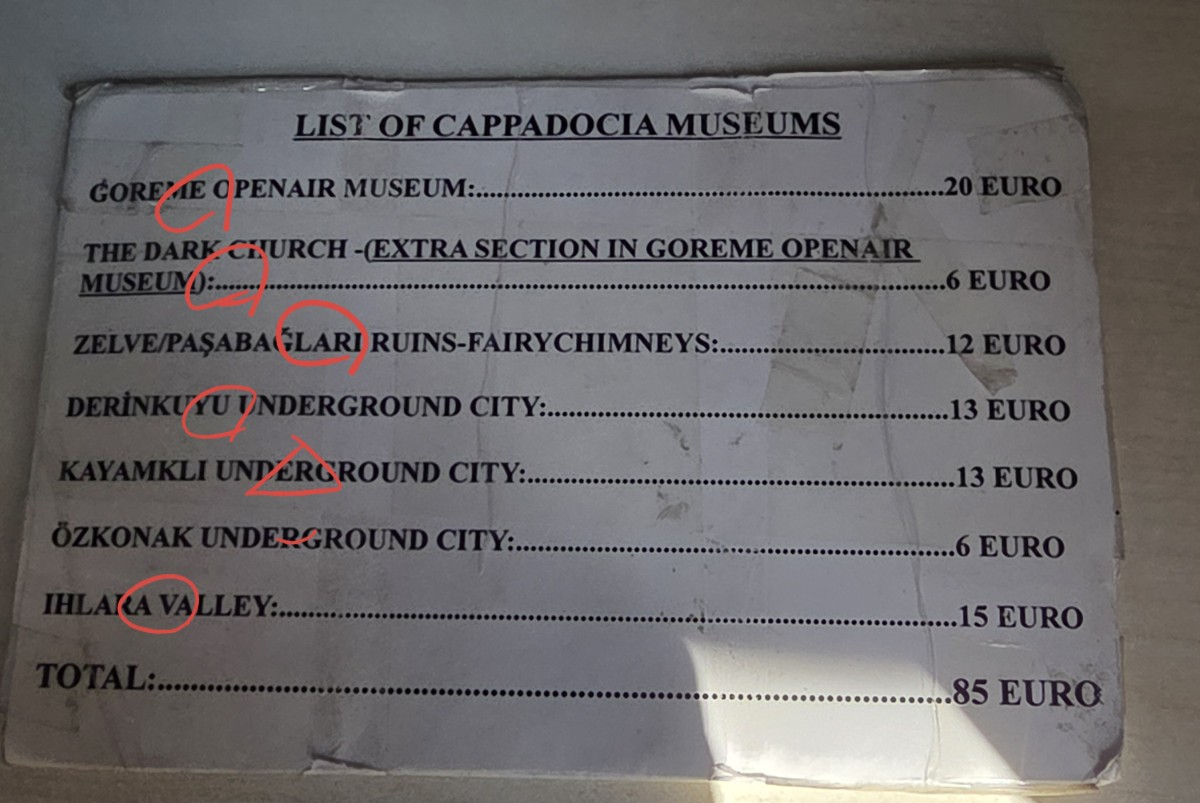 LIST OF CAPPADOCIA MUSEUMS
GOREME OPENAIR MUSEUM:..........................................................................20 EURO
THE DARK CHURCH -(EXTRA SECTION IN GOREME OPENAIR
MUSEUM):..........................................................................6 EURO
ZELVE/PAŞABAĞLARI RUINS-FAIRYCHIMNEYS:...................................12 EURO
DERİNKUYU UNDERGROUND CITY:..............................................................13 EURO
KAYAMKLI UNDERGROUND CITY:.................................................................13 EURO
ÖZKONAK UNDERGROUND CITY:...................................................................6 EURO
IHLARA VALLEY:..........................................................................15 EURO
TOTAL:..........................................................................85 EURO